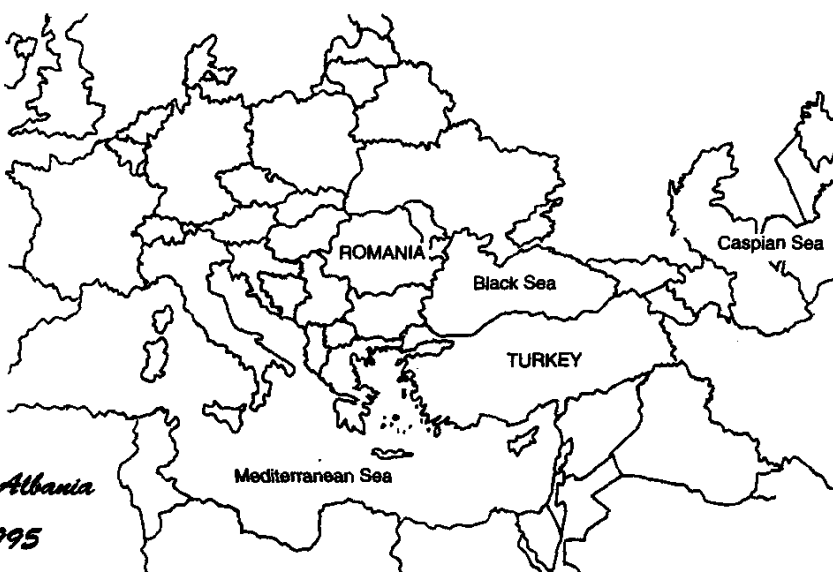 Caspian Sea
ROMANIA
Black Sea
TURKEY
Mediterranean Sea
Albania